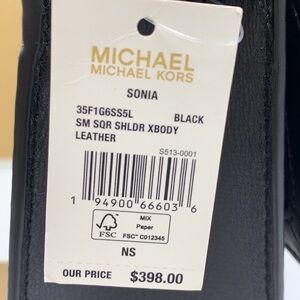 MICHAEL
MICHAEL KORS
SONIA
35F1G6SS5L BLACK
SM SQR SHLDR XBODY
LEATHER
S513-0001
1 94900 66603 6
FSC
MIX
Paper
FSC™ C012345
NS
OUR PRICE $398.00